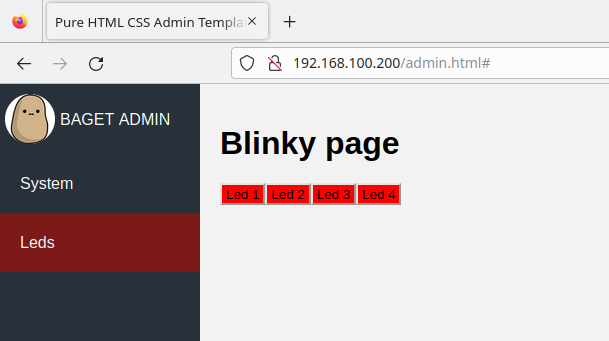 Pure HTML CSS Admin Templa
192.168.100.200/admin.html#
BAGET ADMIN
System
Leds
Blinky page
Led 1 Led 2 Led 3 Led 4